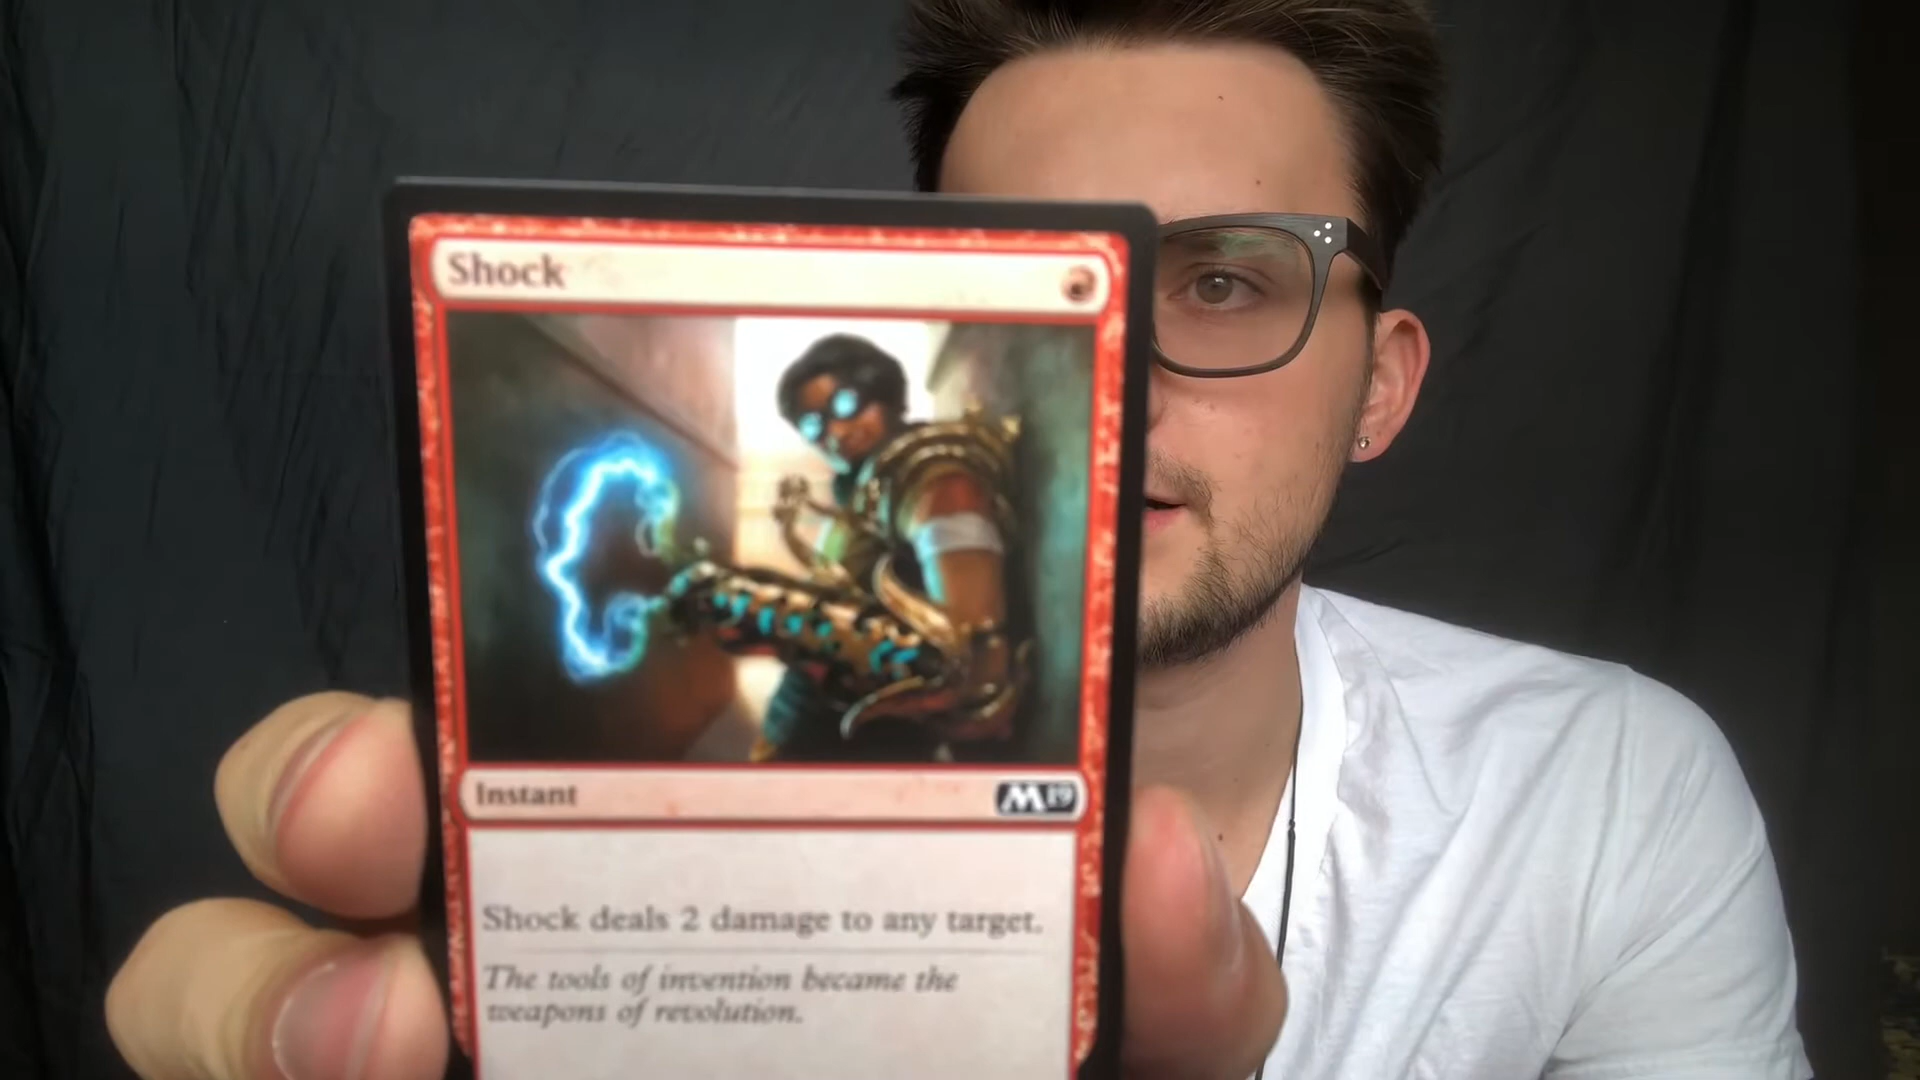 Shock
Instant
M19
Shock deals 2 damage to any target.
The tools of invention became the
weapons of revolution.